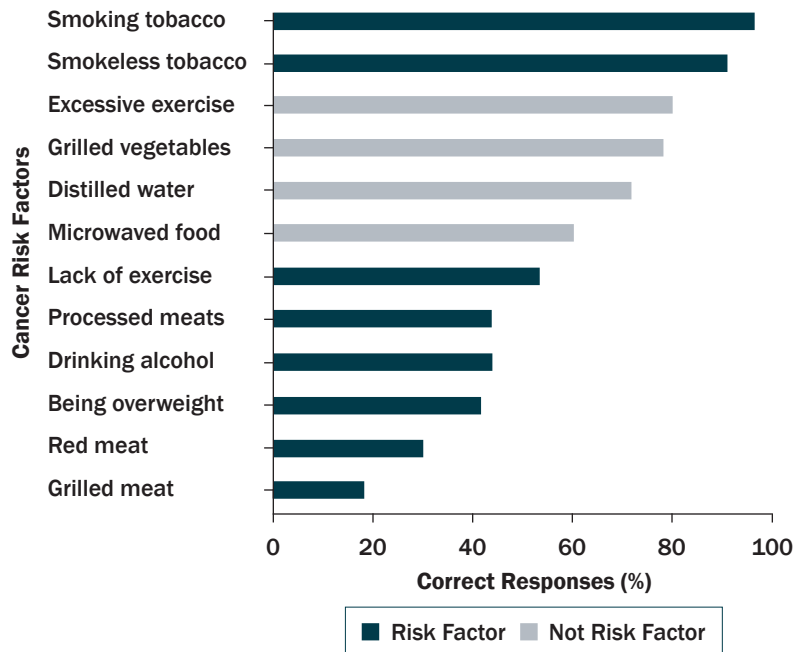 Smoking tobacco
Smokeless tobacco
Excessive exercise
Grilled vegetables
Distilled water
Microwaved food
Lack of exercise
Processed meats
Drinking alcohol
Being overweight
Red meat
Grilled meat
Cancer Risk Factors
0 20 40 60 80 100
Correct Responses (%)
Risk Factor Not Risk Factor